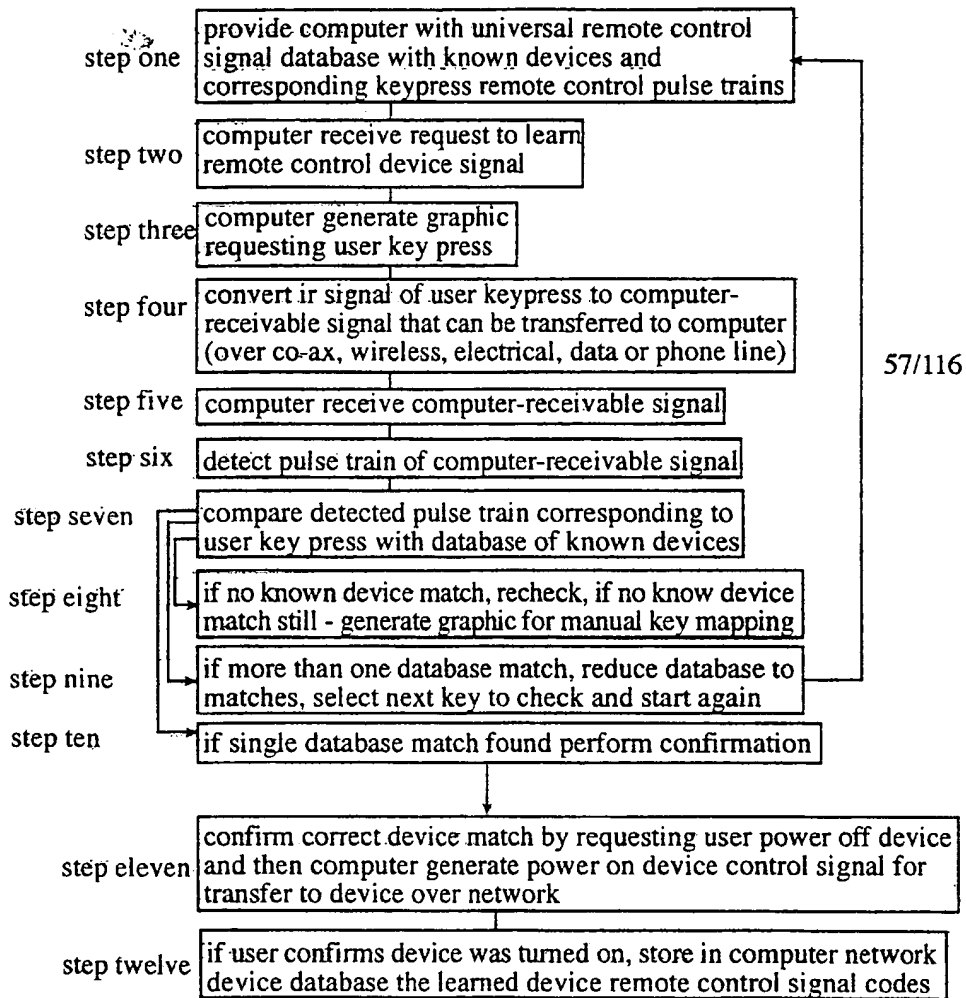 step one
provide computer with universal remote control
signal database with known devices and
corresponding keypress remote control pulse trains
step two
computer receive request to learn
remote control device signal
step three
computer generate graphic
requesting user key press
step four
convert ir signal of user keypress to computer-
receivable signal that can be transferred to computer
(over co-ax, wireless, electrical, data or phone line)
57/116
step five
computer receive computer-receivable signal
step six
detect pulse train of computer-receivable signal
step seven
compare detected pulse train corresponding to
user key press with database of known devices
step eight
if no known device match, recheck, if no know device
match still - generate graphic for manual key mapping
step nine
if more than one database match, reduce database to
matches, select next key to check and start again
step ten
if single database match found perform confirmation
step eleven
confirm correct device match by requesting user power off device
and then computer generate power on device control signal for
transfer to device over network
step twelve
if user confirms device was turned on, store in computer network
device database the learned device remote control signal codes